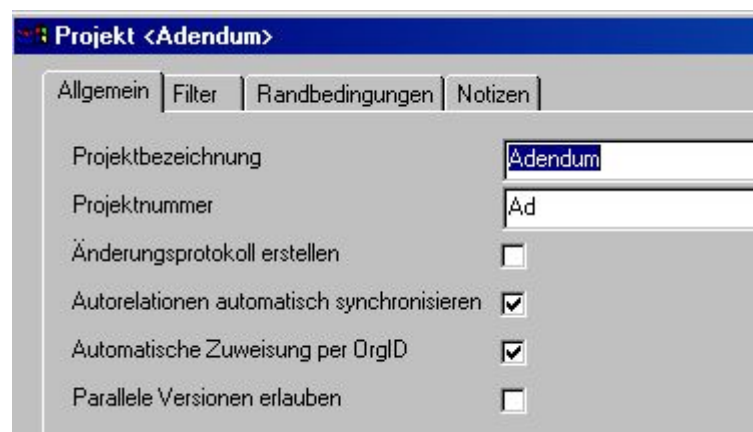 Projekt <Adendum>
Allgemein Filter Randbedingungen Notizen
Projektbezeichnung Adendum
Projektnummer Ad
Änderungsprotokoll erstellen
Autorelationen automatisch synchronisieren
Automatische Zuweisung per OrgID
Parallele Versionen erlauben